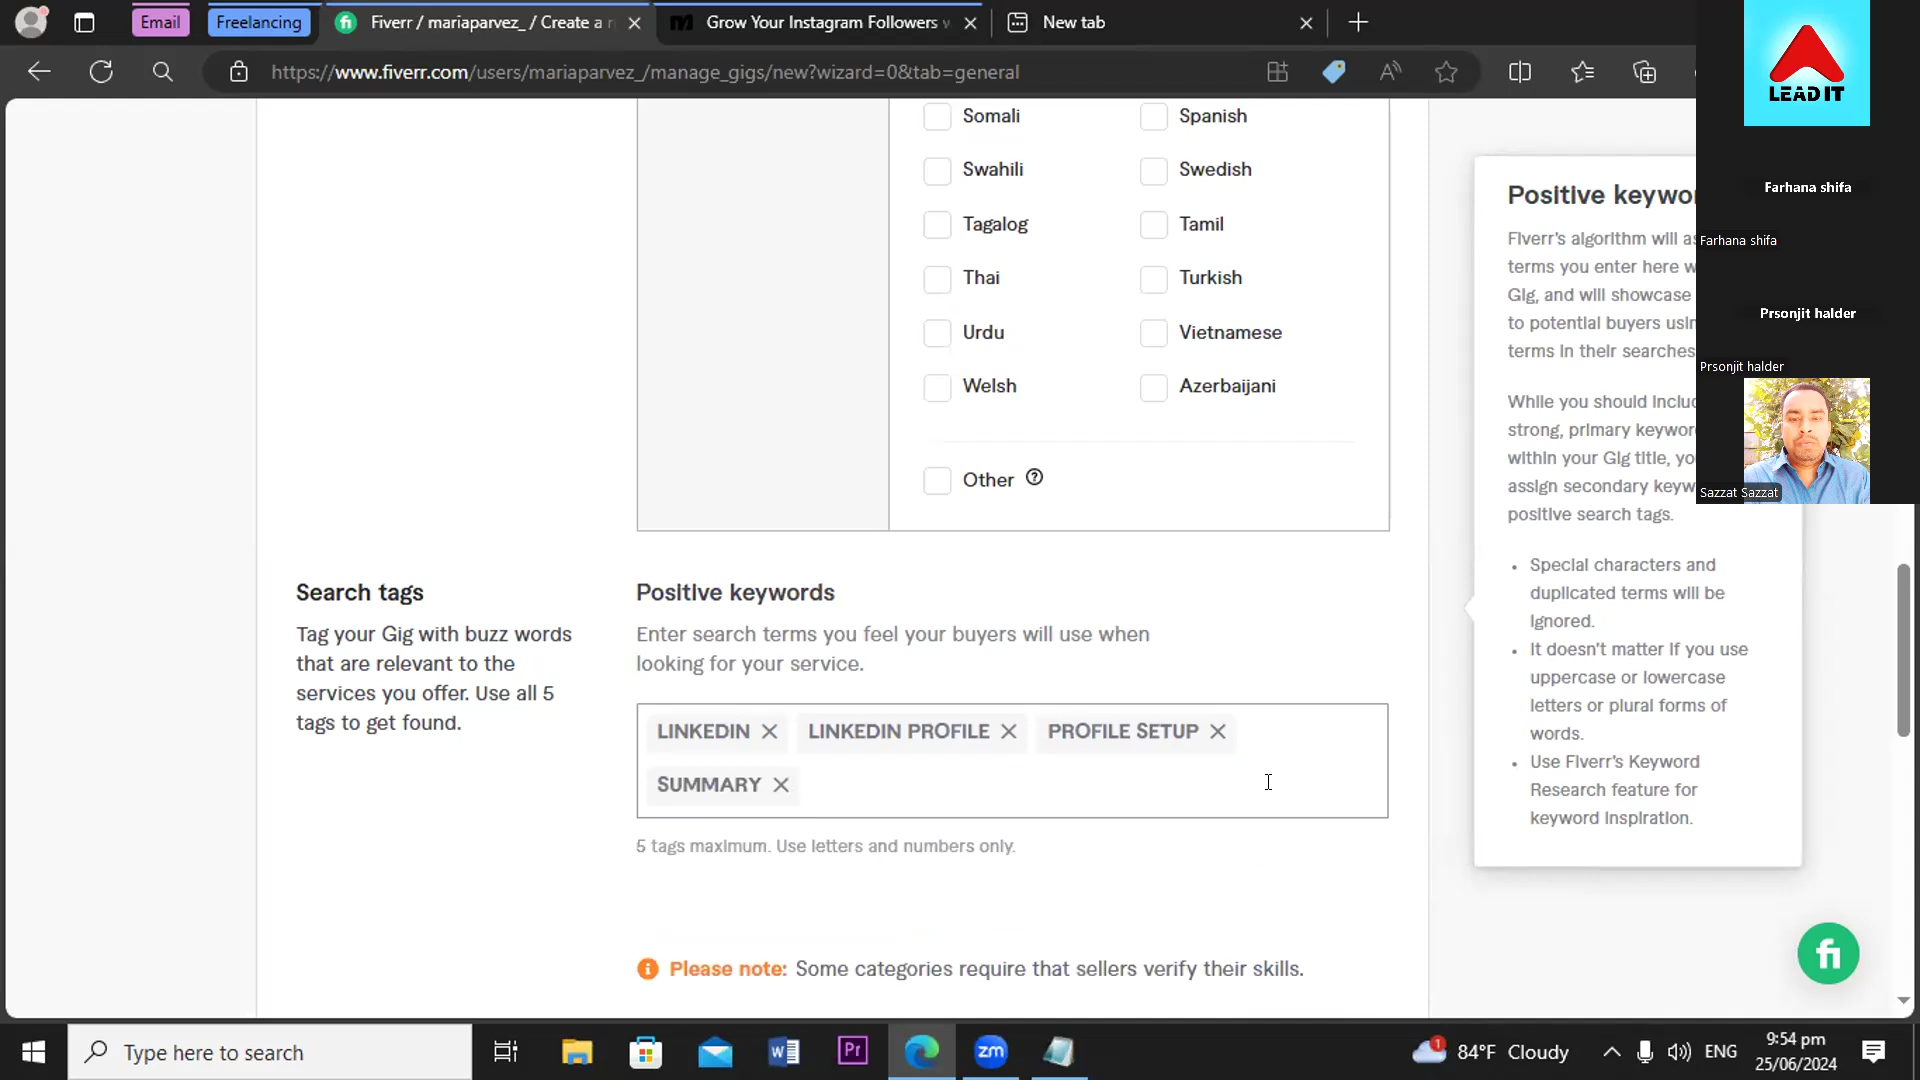 Email
Freelancing
Fiverr / mariaparvez_ / Create a
Grow Your Instagram Followers
New tab
https://www.fiverr.com/users/mariaparvez_/manage_gigs/new?wizard=0&tab=general
LEAD IT
Farhana shifa
Farhana shifa
Prsonjit halder
Prsonjit halder
Sazzat Sazzat
Somali
Spanish
Swahili
Swedish
Tagalog
Tamil
Thai
Turkish
Urdu
Vietnamese
Welsh
Azerbaijani
Other
Search tags
Tag your Gig with buzz words
that are relevant to the
services you offer. Use all 5
tags to get found.
Positive keywords
Enter search terms you feel your buyers will use when
looking for your service.
LINKEDIN
LINKEDIN PROFILE
PROFILE SETUP
SUMMARY
5 tags maximum. Use letters and numbers only.
Please note: Some categories require that sellers verify their skills.
Positive
Fiverr's algorithm will
terms you enter here
Gig, and will showcase
to potential buyers
terms in their searches
While you should
strong, primary
within your Gig title,
assign secondary
positive search tags.
Special characters and
duplicated terms will be
ignored.
It doesn't matter if you use
uppercase or lowercase
letters or plural forms of
words.
Use Fiverr's Keyword
Research feature for
keyword inspiration.
fi
Type here to search
Pr
zm
1
84°F Cloudy
ENG
9:54 pm
25/06/2024